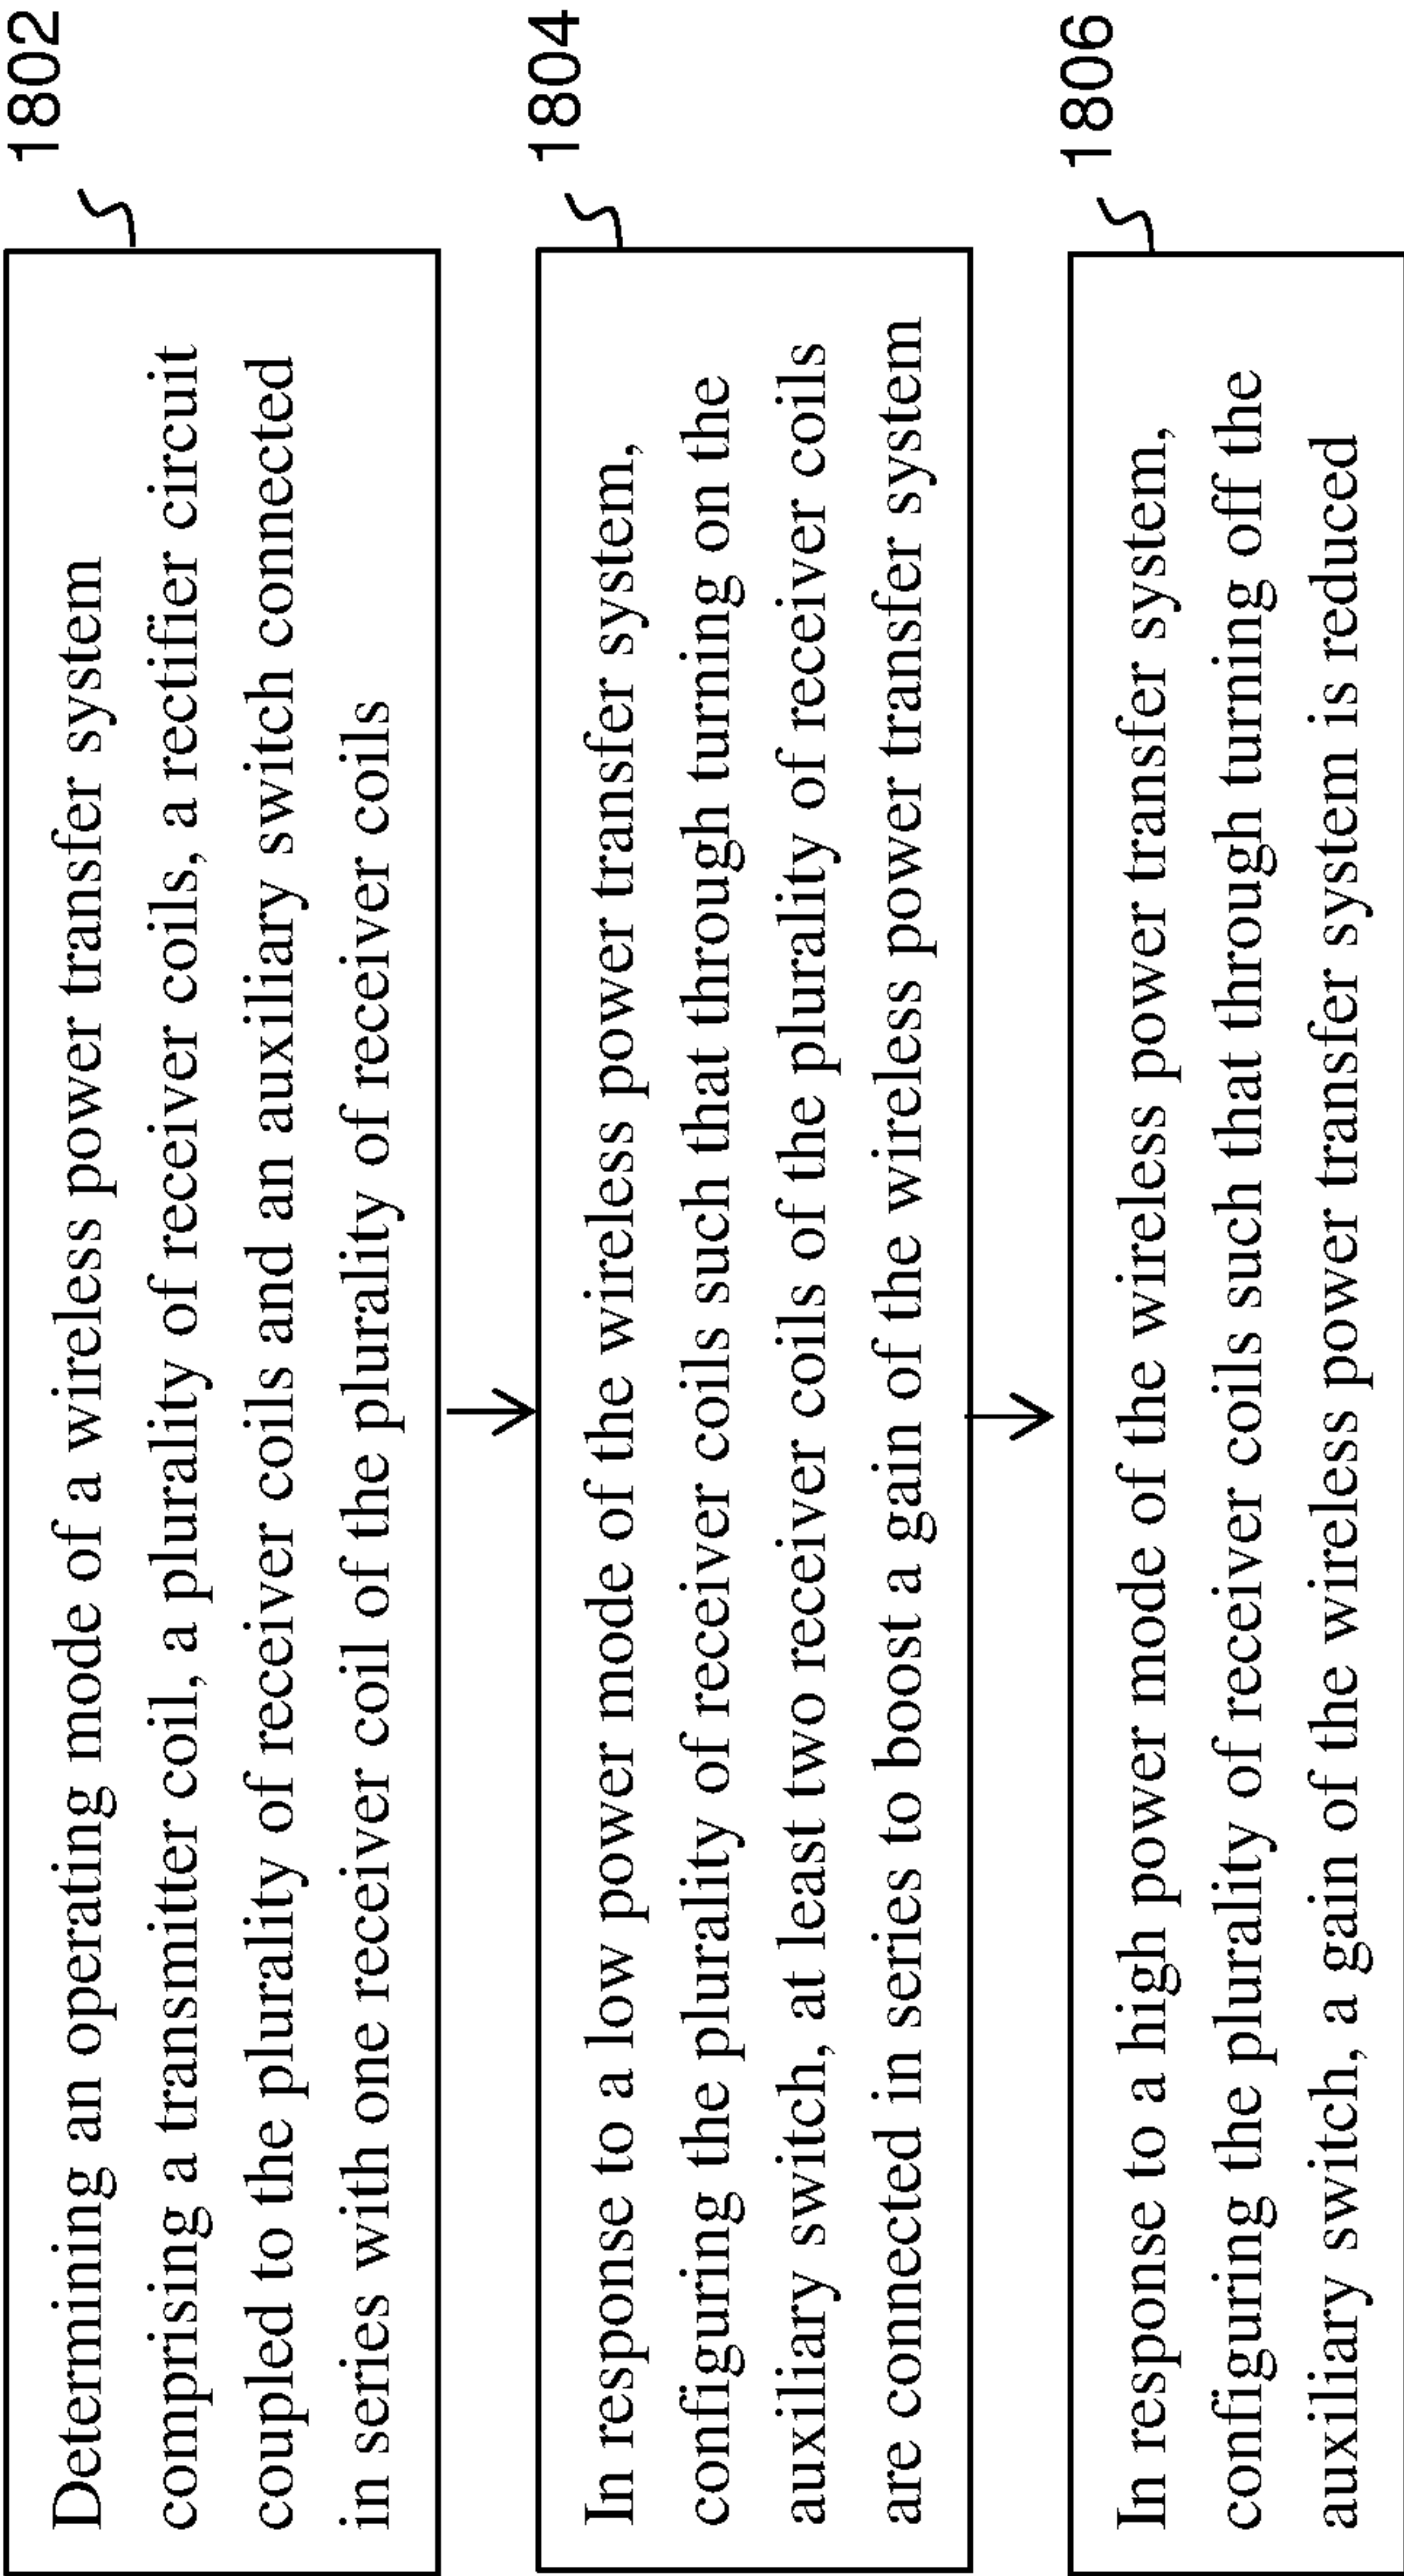 Determining an operating mode of a wireless power transfer system
comprising a transmitter coil, a plurality of receiver coils, a rectifier circuit
coupled to the plurality of receiver coils and an auxiliary switch connected
in series with one receiver coil of the plurality of receiver coils
1802
In response to a low power mode of the wireless power transfer system,
configuring the plurality of receiver coils such that through turning on the
auxiliary switch, at least two receiver coils of the plurality of receiver coils
are connected in series to boost a gain of the wireless power transfer system
1804
In response to a high power mode of the wireless power transfer system,
configuring the plurality of receiver coils such that through turning off the
auxiliary switch, a gain of the wireless power transfer system is reduced
1806